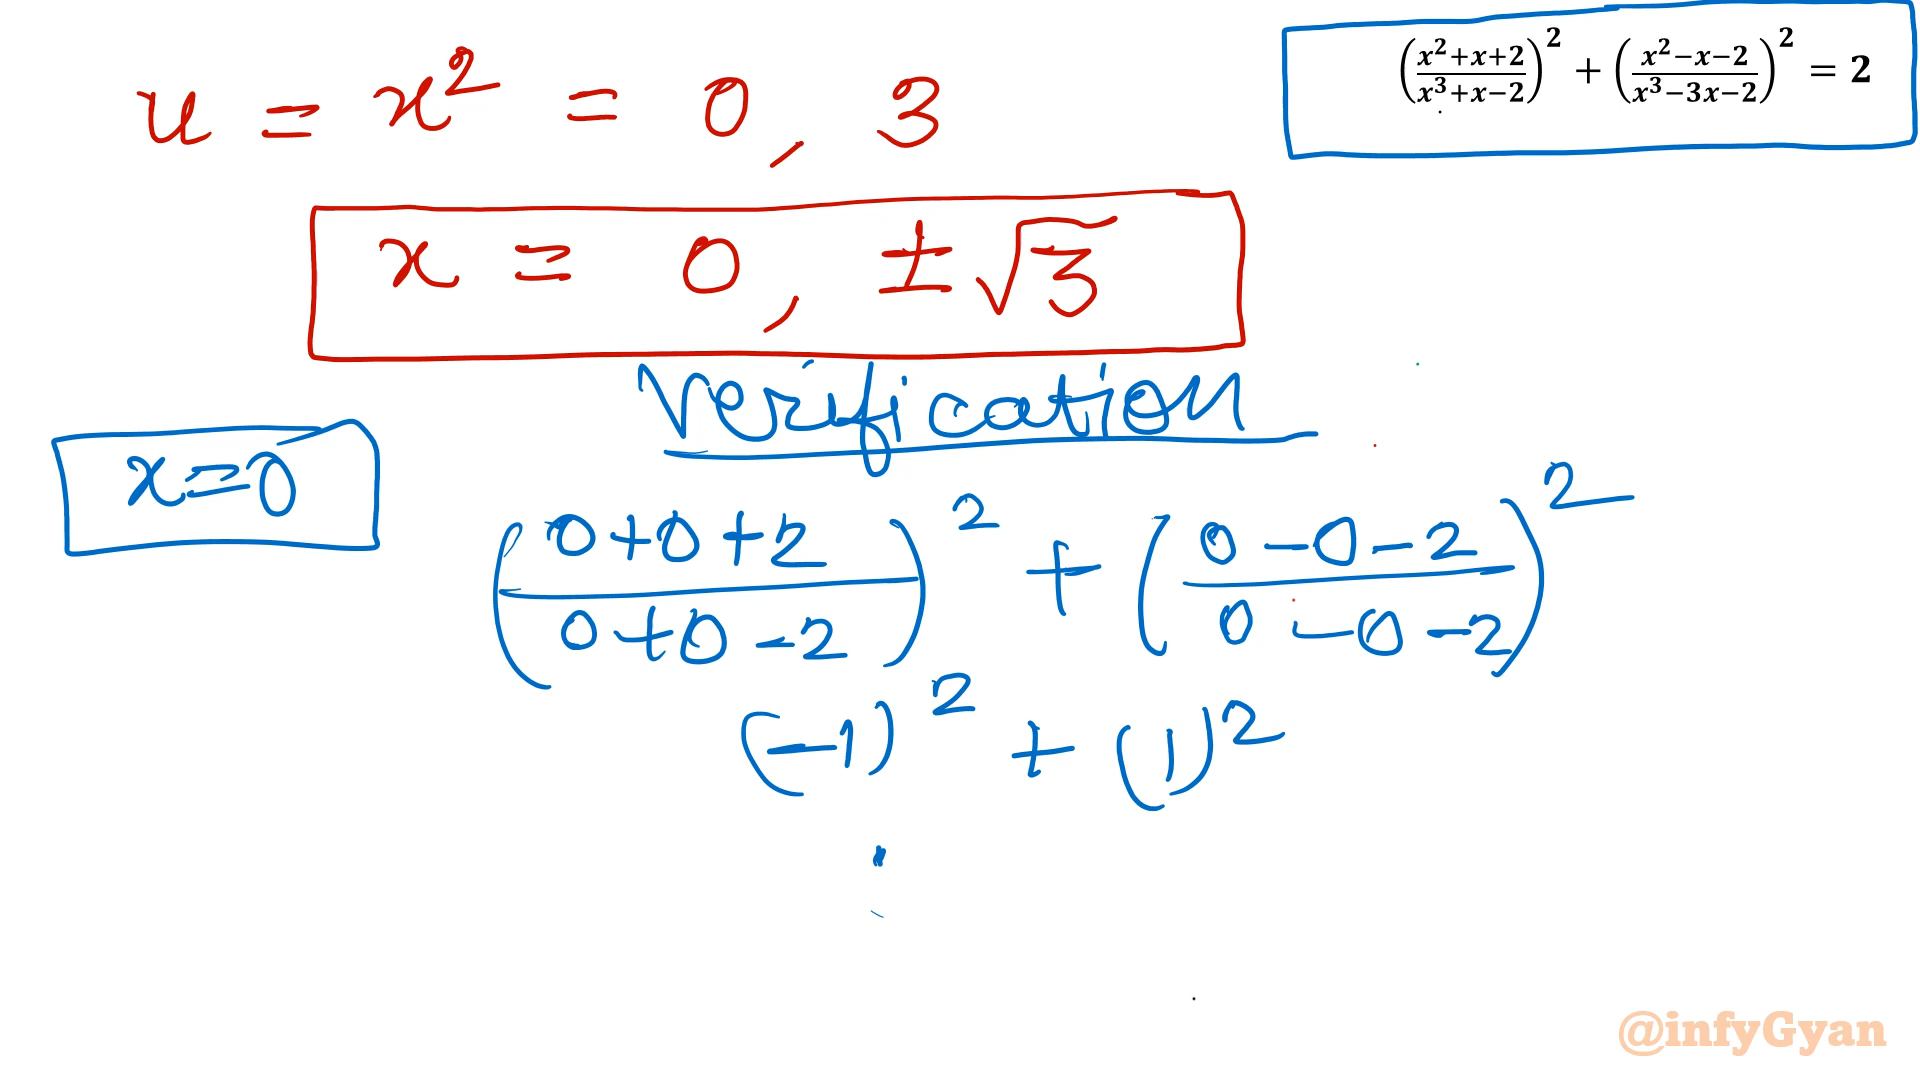 u = x² = 0, 3
((x²+x+2)/(x³+x−2))² + ((x²−x−2)/(x³−3x−2))² = 2
x = 0, ±√3
Verification
x=0
((0+0+2)/(0+0−2))² + ((0−0−2)/(0−0−2))²
(−1)² + (1)²
@infyGyan